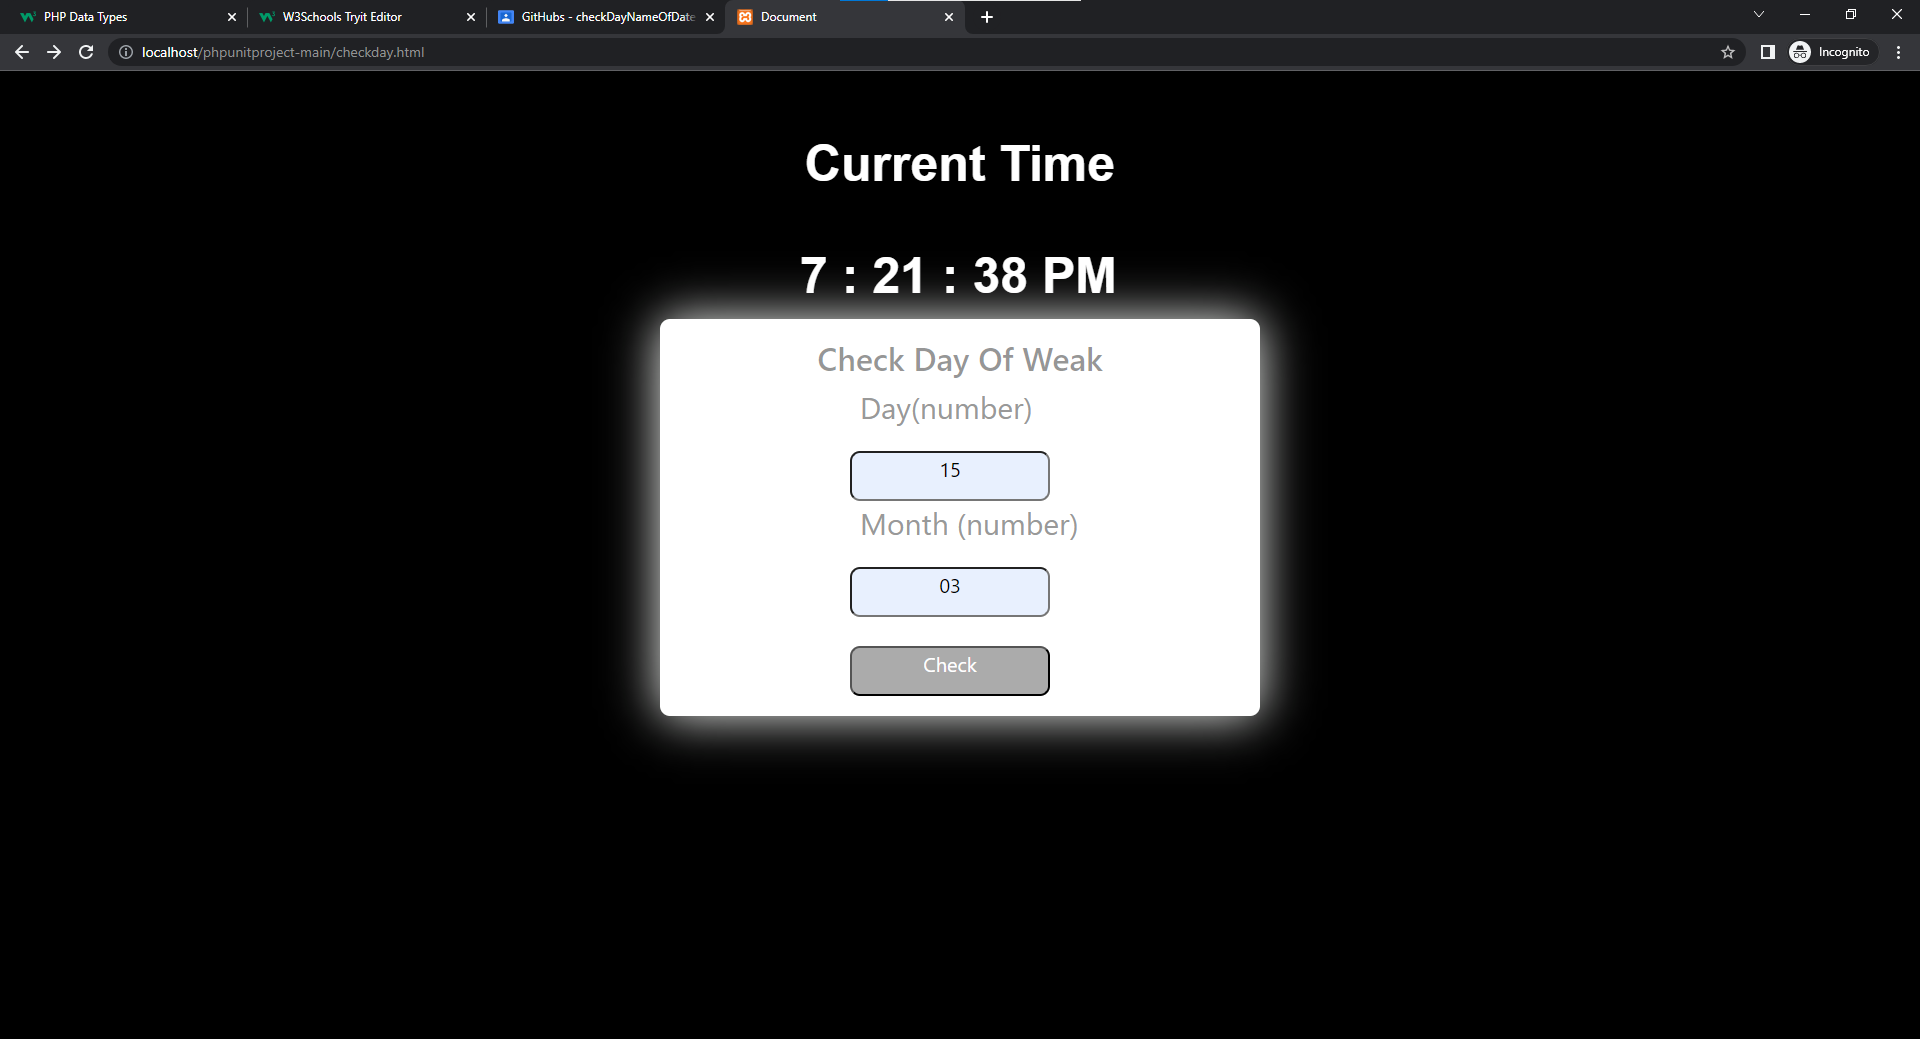 PHP Data Types
W3Schools Tryit Editor
GitHubs - checkDayNameOfDate
Document
localhost/phpunitproject-main/checkday.html
Incognito
Current Time
7 : 21 : 38 PM
Check Day Of Weak
Day(number)
15
Month (number)
03
Check